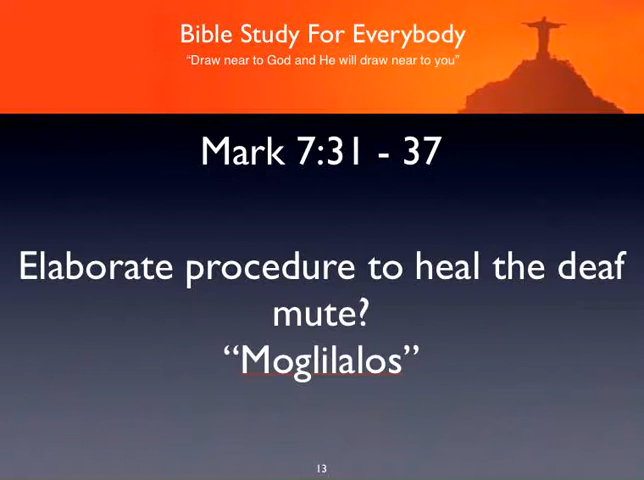 Bible Study For Everybody
“Draw near to God and He will draw near to you”
Mark 7:31 - 37
Elaborate procedure to heal the deaf
mute?
“Moglilalos”
13